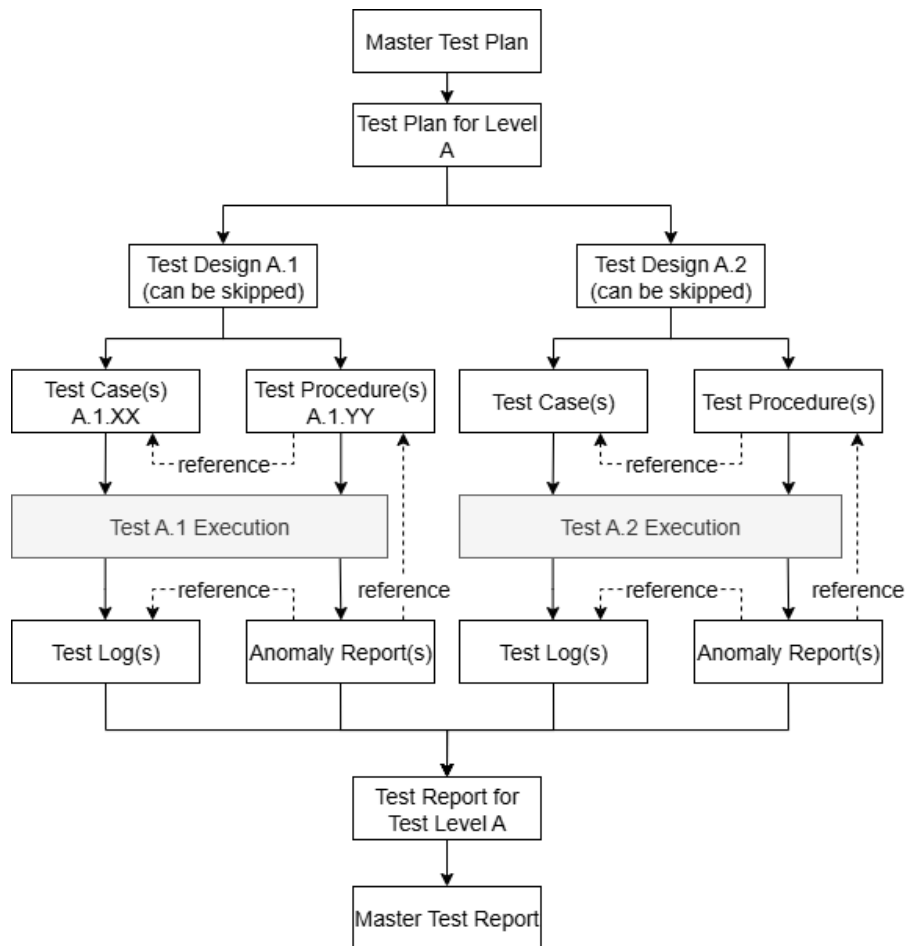 Master Test Plan
Test Plan for Level
A
Test Design A.1
(can be skipped)
Test Design A.2
(can be skipped)
Test Case(s)
A.1.XX
Test Procedure(s)
A.1.YY
Test Case(s)
Test Procedure(s)
reference
reference
Test A.1 Execution
Test A.2 Execution
reference
reference
reference
reference
Test Log(s)
Anomaly Report(s)
Test Log(s)
Anomaly Report(s)
Test Report for
Test Level A
Master Test Report